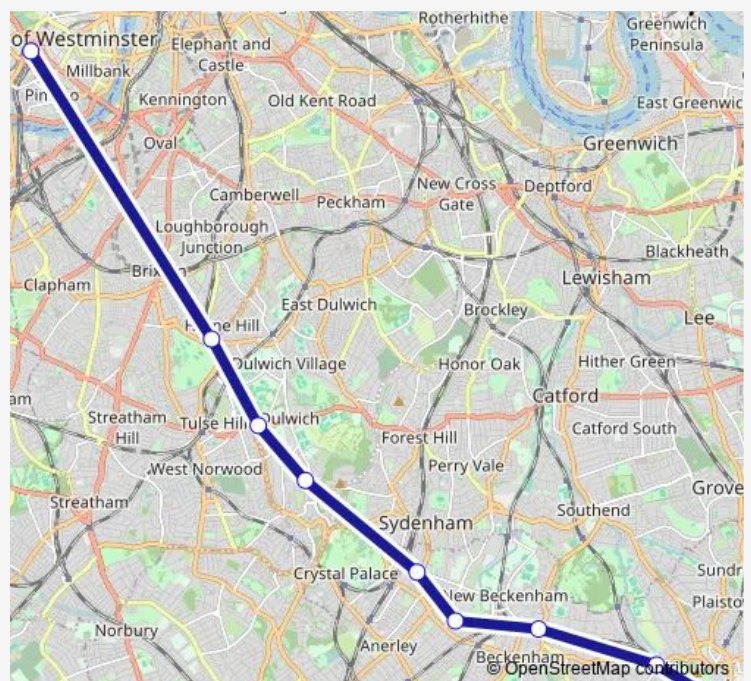 Rotherhithe
Greenwich
Peninsula
of Westminster
Elephant and
Castle
Millbank
Kennington
Old Kent Road
East Greenwic
Oval
Greenwich
New Cross
Gate
Deptford
Camberwell
Peckham
Loughborough
Junction
Blackheath
Clapham
Lewisham
East Dulwich
Brockley
Lee
Dulwich Village
Honor Oak
Hither Green
am
Catford
Streatham
Hill
Tulse Hill
Dulwich
Catford South
Forest Hill
West Norwood
Perry Vale
Grove
Streatham
Southend
Sydenham
Crystal Palace
Sundr
New Beckenham
Plaisto
Norbury
Anerley
Beckenham
© OpenStreetMap contributors